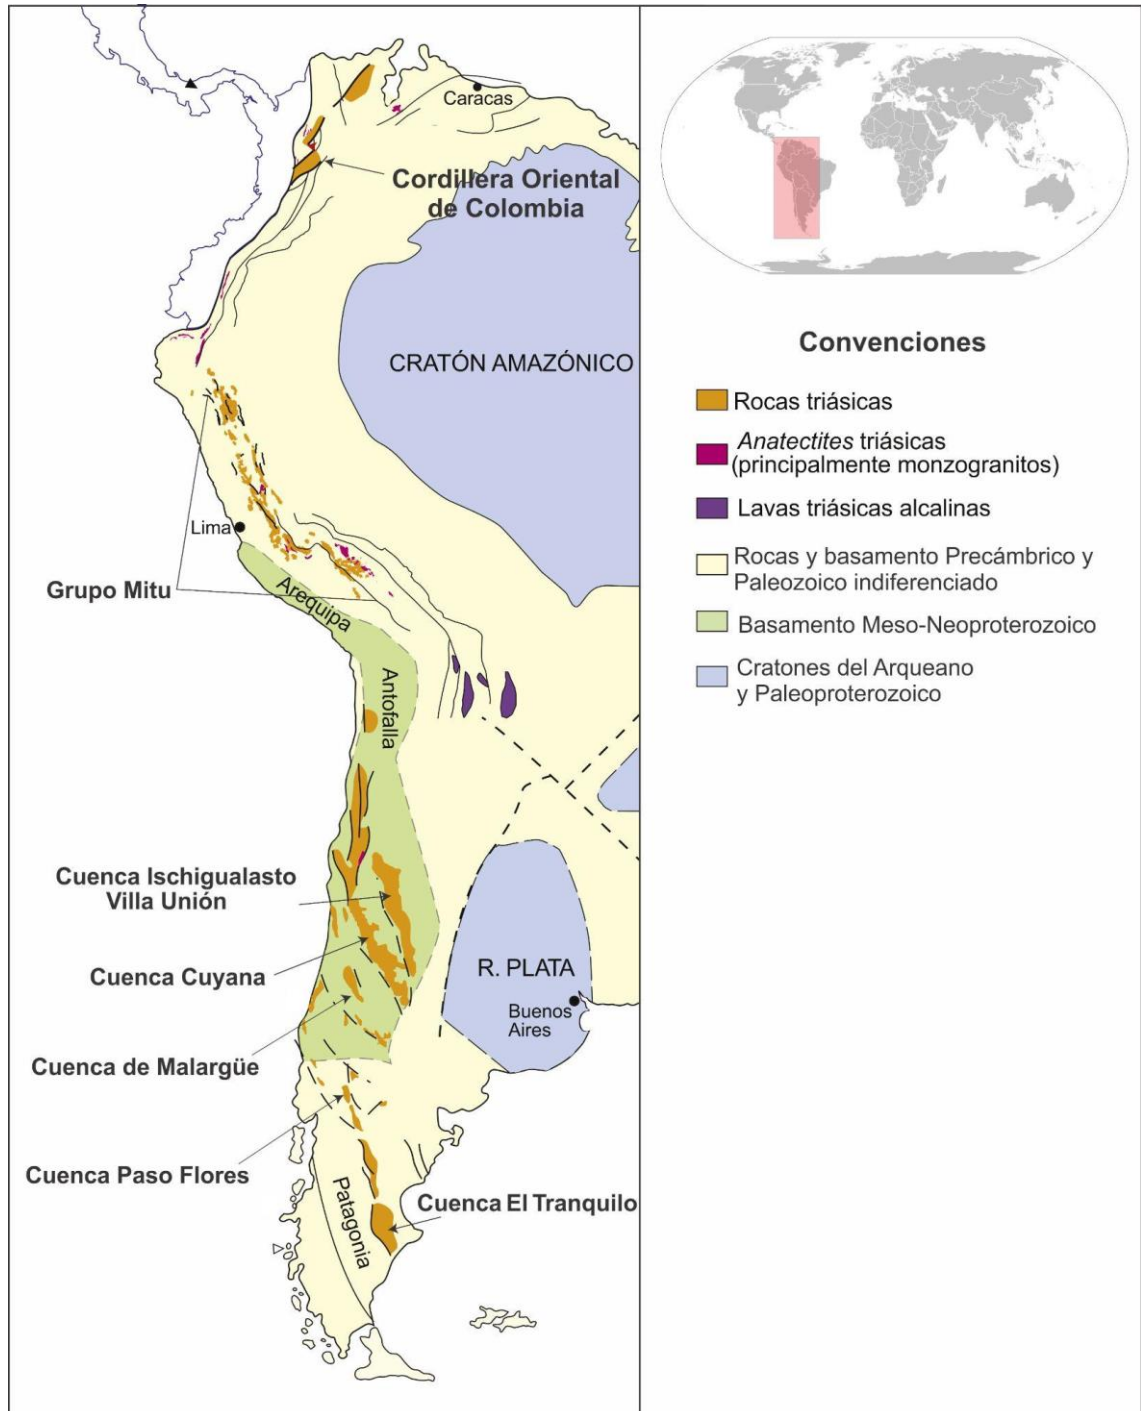 Caracas
Cordillera Oriental
de Colombia
CRATÓN AMAZÓNICO
Lima
Grupo Mitu
Arequipa
Antofalla
Cuenca Ischigualasto
Villa Unión
Cuenca Cuyana
R. PLATA
Buenos
Aires
Cuenca de Malargüe
Cuenca Paso Flores
Patagonia
Cuenca El Tranquilo
Convenciones
Rocas triásicas
Anatectites triásicas
(principalmente monzogranitos)
Lavas triásicas alcalinas
Rocas y basamento Precámbrico y
Paleozoico indiferenciado
Basamento Meso-Neoproterozoico
Cratones del Arqueano
y Paleoproterozoico